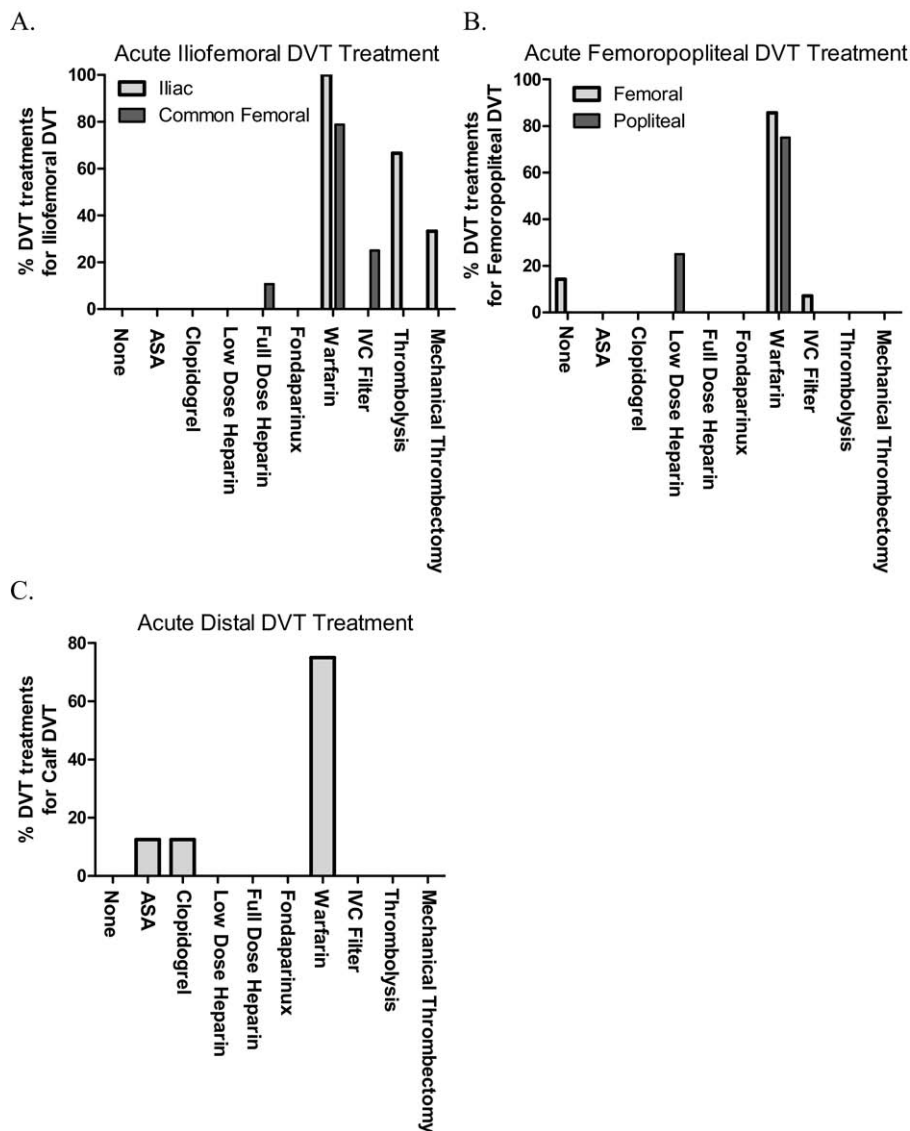 A.
Acute Iliofemoral DVT Treatment
% DVT treatments
for Iliofemoral DVT
100
80
60
40
20
0
Iliac
Common Femoral
None
ASA
Clopidogrel
Low Dose Heparin
Full Dose Heparin
Fondaparinux
Warfarin
IVC Filter
Thrombolysis
Mechanical Thrombectomy
B.
Acute Femoropopliteal DVT Treatment
% DVT treatments
for Femoropopliteal DVT
100
80
60
40
20
0
Femoral
Popliteal
None
ASA
Clopidogrel
Low Dose Heparin
Full Dose Heparin
Fondaparinux
Warfarin
IVC Filter
Thrombolysis
Mechanical Thrombectomy
C.
Acute Distal DVT Treatment
% DVT treatments
for Calf DVT
80
60
40
20
0
None
ASA
Clopidogrel
Low Dose Heparin
Full Dose Heparin
Fondaparinux
Warfarin
IVC Filter
Thrombolysis
Mechanical Thrombectomy